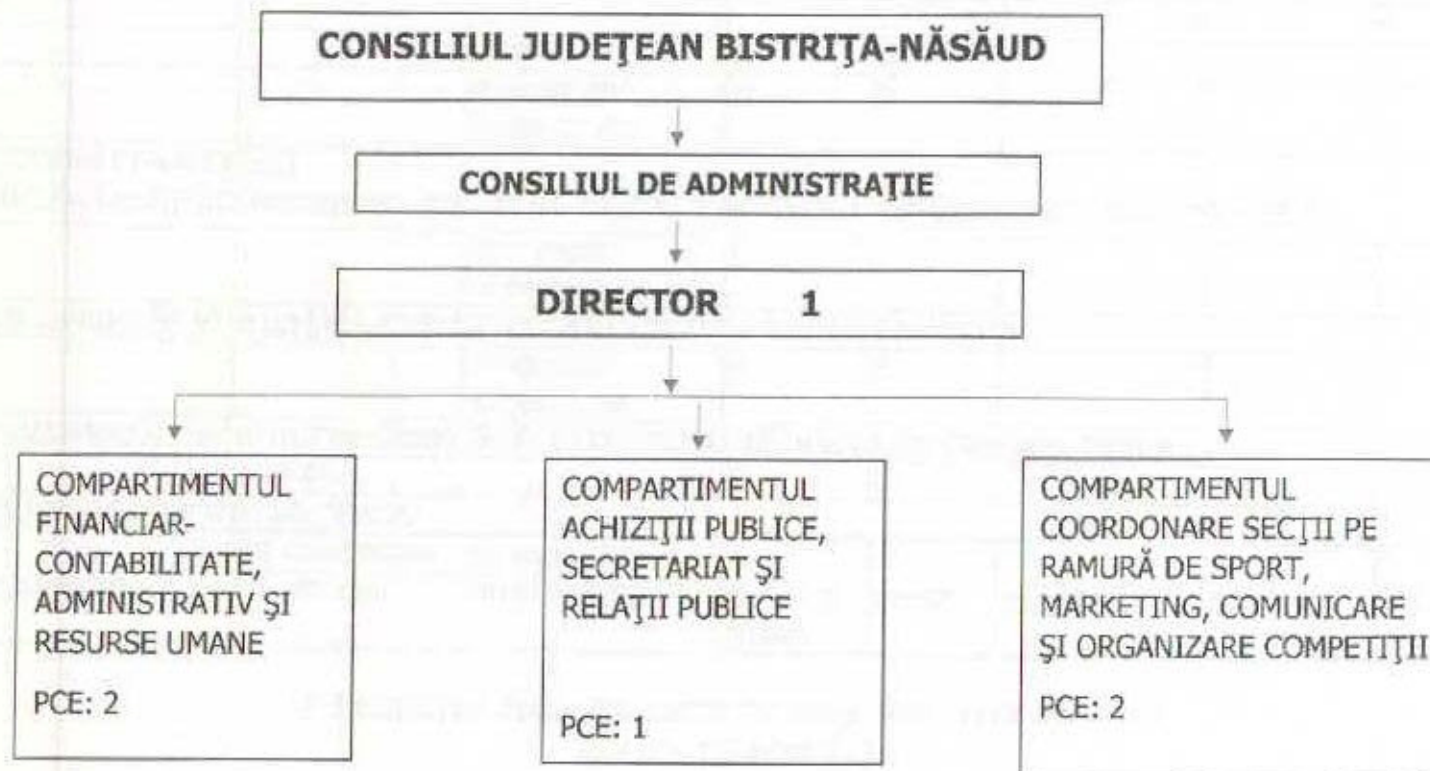 CONSILIUL JUDEŢEAN BISTRIŢA-NĂSĂUD
CONSILIUL DE ADMINISTRAŢIE
DIRECTOR 1
COMPARTIMENTUL
FINANCIAR-
CONTABILITATE,
ADMINISTRATIV ŞI
RESURSE UMANE
PCE: 2
COMPARTIMENTUL
ACHIZIŢII PUBLICE,
SECRETARIAT ŞI
RELAŢII PUBLICE
PCE: 1
COMPARTIMENTUL
COORDONARE SECŢII PE
RAMURĂ DE SPORT,
MARKETING, COMUNICARE
ŞI ORGANIZARE COMPETIŢII
PCE: 2